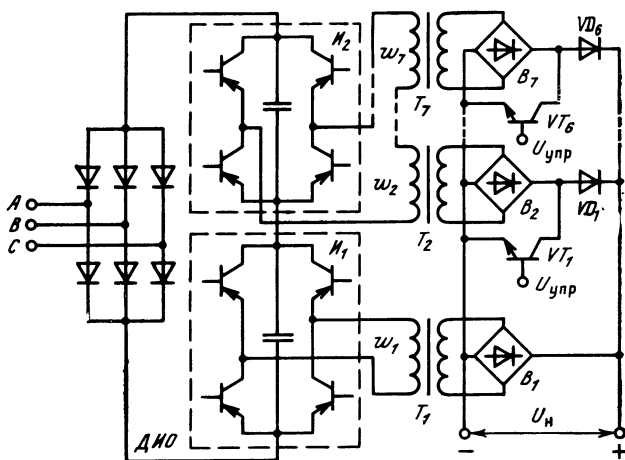 И₂
w₇
T₇
B₇
VD₆
VT₆
Uупр
A
B
C
w₂
T₂
B₂
VD₁
VT₁
Uупр
И₁
w₁
T₁
B₁
ДИО
Uн
− +